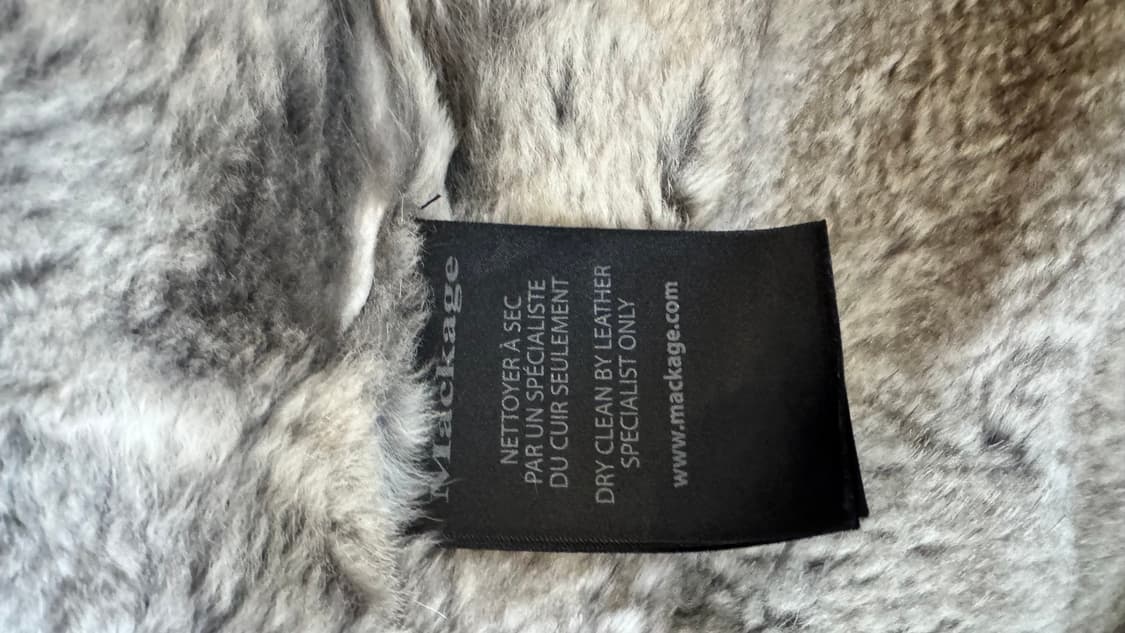 Mackage
NETTOYER À SEC
PAR UN SPÉCIALISTE
DU CUIR SEULEMENT
DRY CLEAN BY LEATHER
SPECIALIST ONLY
www.mackage.com